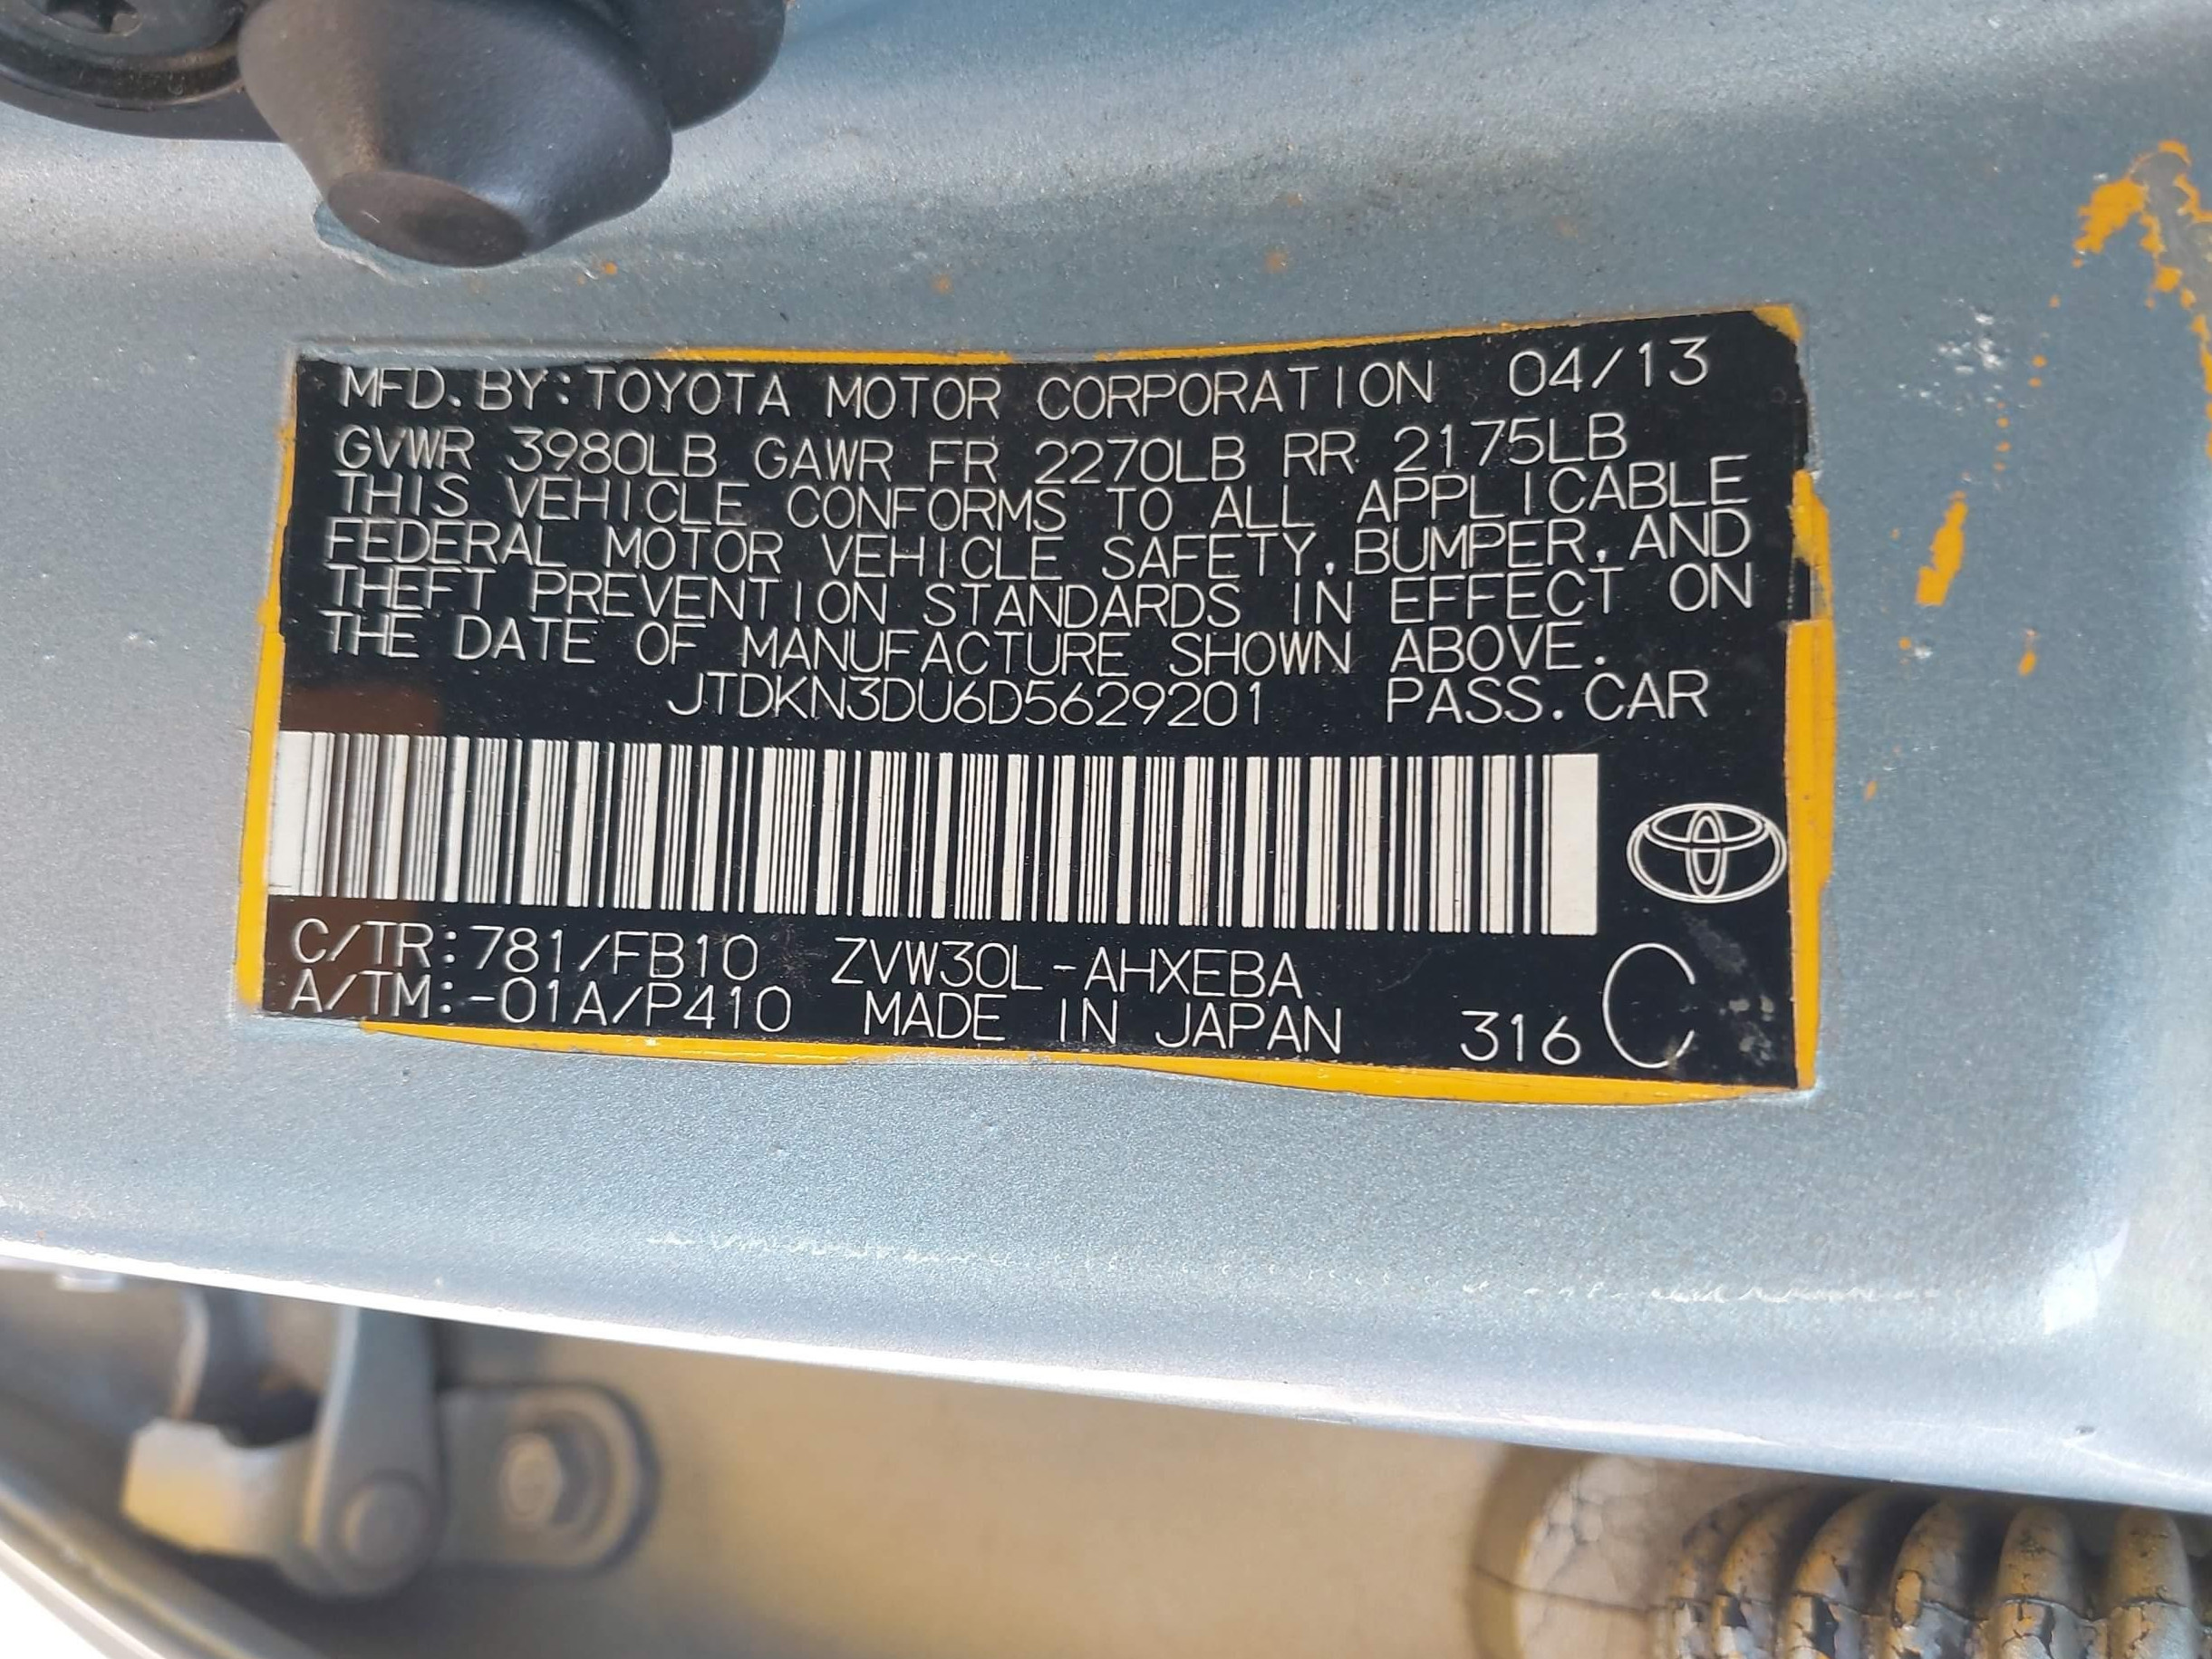 MFD. BY: TOYOTA MOTOR CORPORATION 04/13
GVWR 3980LB GAWR FR 2270LB RR 2175LB
THIS VEHICLE CONFORMS TO ALL APPLICABLE
FEDERAL MOTOR VEHICLE SAFETY, BUMPER, AND
THEFT PREVENTION STANDARDS IN EFFECT ON
THE DATE OF MANUFACTURE SHOWN ABOVE.
JTDKN3DU6D5629201 PASS. CAR
C/TR: 781/FB10 ZVW30L-AHXEBA
A/TM: -01A/P410 MADE IN JAPAN 316 C